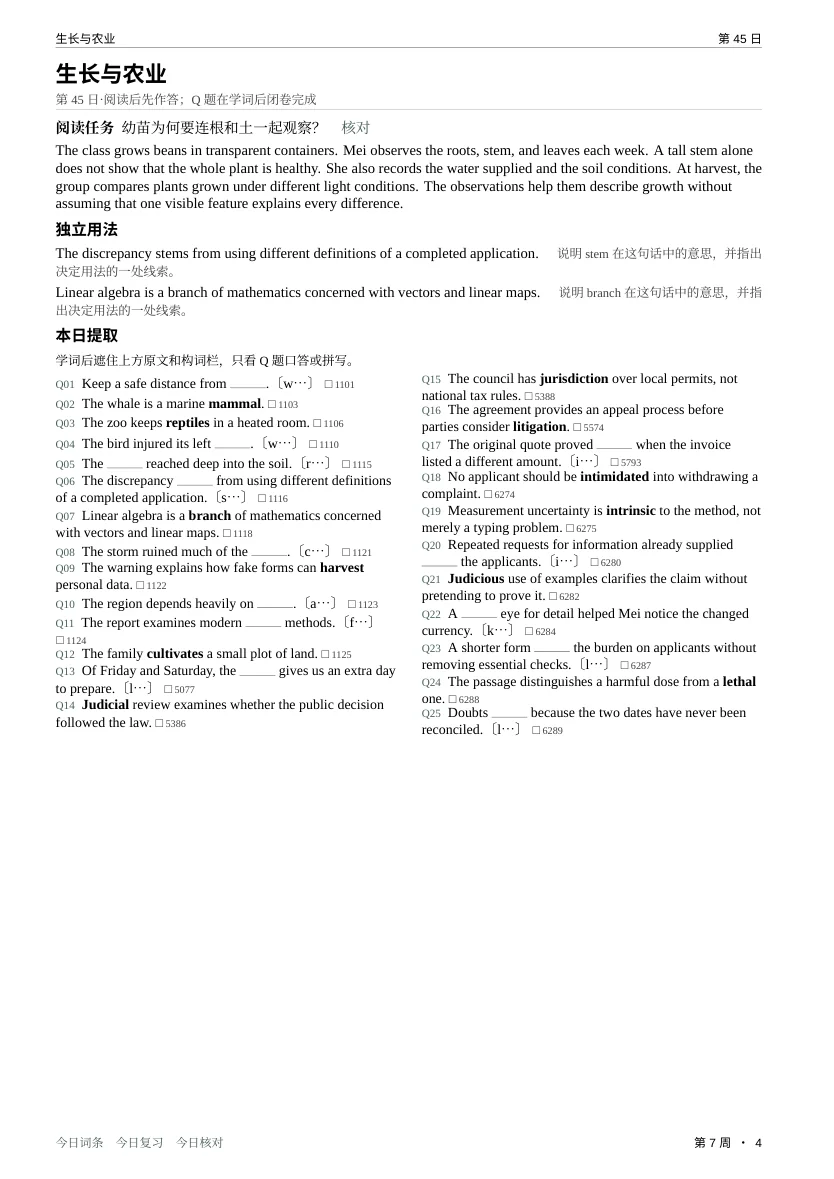 生长与农业
第 45 日
生长与农业
第 45 日·阅读后先作答；Q 题在学词后闭卷完成
阅读任务 幼苗为何要连根和土一起观察？ 核对
The class grows beans in transparent containers. Mei observes the roots, stem, and leaves each week. A tall stem alone
does not show that the whole plant is healthy. She also records the water supplied and the soil conditions. At harvest, the
group compares plants grown under different light conditions. The observations help them describe growth without
assuming that one visible feature explains every difference.
独立用法
The discrepancy stems from using different definitions of a completed application. 说明 stem 在这句话中的意思，并指出
决定用法的一处线索。
Linear algebra is a branch of mathematics concerned with vectors and linear maps. 说明 branch 在这句话中的意思，并指
出决定用法的一处线索。
本日提取
学词后遮住上方原文和构词栏，只看 Q 题口答或拼写。
Q01 Keep a safe distance from _____.〔w···〕 □ 1101
Q02 The whale is a marine mammal. □ 1103
Q03 The zoo keeps reptiles in a heated room. □ 1106
Q04 The bird injured its left _____.〔w···〕 □ 1110
Q05 The _____ reached deep into the soil.〔r···〕 □ 1115
Q06 The discrepancy _____ from using different definitions
of a completed application.〔s···〕 □ 1116
Q07 Linear algebra is a branch of mathematics concerned
with vectors and linear maps. □ 1118
Q08 The storm ruined much of the _____.〔c···〕 □ 1121
Q09 The warning explains how fake forms can harvest
personal data. □ 1122
Q10 The region depends heavily on _____.〔a···〕 □ 1123
Q11 The report examines modern _____ methods.〔f···〕
□ 1124
Q12 The family cultivates a small plot of land. □ 1125
Q13 Of Friday and Saturday, the _____ gives us an extra day
to prepare.〔l···〕 □ 5077
Q14 Judicial review examines whether the public decision
followed the law. □ 5386
Q15 The council has jurisdiction over local permits, not
national tax rules. □ 5388
Q16 The agreement provides an appeal process before
parties consider litigation. □ 5574
Q17 The original quote proved _____ when the invoice
listed a different amount.〔i···〕 □ 5793
Q18 No applicant should be intimidated into withdrawing a
complaint. □ 6274
Q19 Measurement uncertainty is intrinsic to the method, not
merely a typing problem. □ 6275
Q20 Repeated requests for information already supplied
_____ the applicants.〔i···〕 □ 6280
Q21 Judicious use of examples clarifies the claim without
pretending to prove it. □ 6282
Q22 A _____ eye for detail helped Mei notice the changed
currency.〔k···〕 □ 6284
Q23 A shorter form _____ the burden on applicants without
removing essential checks.〔l···〕 □ 6287
Q24 The passage distinguishes a harmful dose from a lethal
one. □ 6288
Q25 Doubts _____ because the two dates have never been
reconciled.〔l···〕 □ 6289
今日词条 今日复习 今日核对
第 7 周 · 4